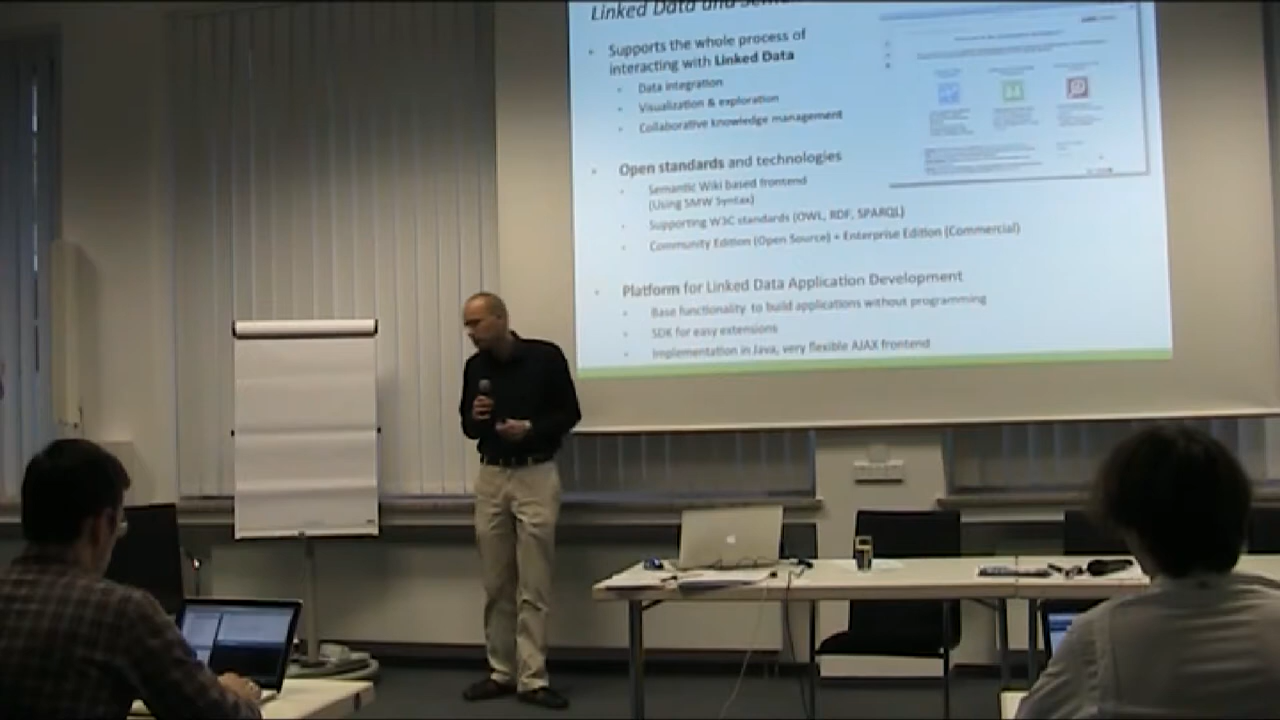 Linked Data and
Supports the whole process of
interacting with Linked Data
Data integration
Visualization & exploration
Collaborative knowledge management
Open standards and technologies
Semantic Wiki based frontend
(Using SMW Syntax)
Supporting W3C standards (OWL, RDF, SPARQL)
Community Edition (Open Source) + Enterprise Edition (Commercial)
Platform for Linked Data Application Development
Base functionality to build applications without programming
SDK for easy extensions
Implementation in Java, very flexible AJAX frontend